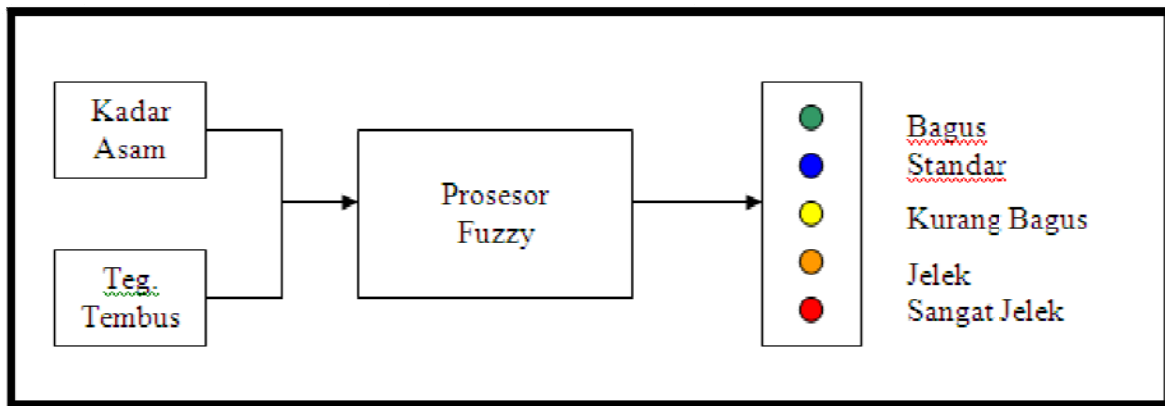 Kadar
Asam
Teg.
Tembus
Prosesor
Fuzzy
Bagus
Standar
Kurang Bagus
Jelek
Sangat Jelek